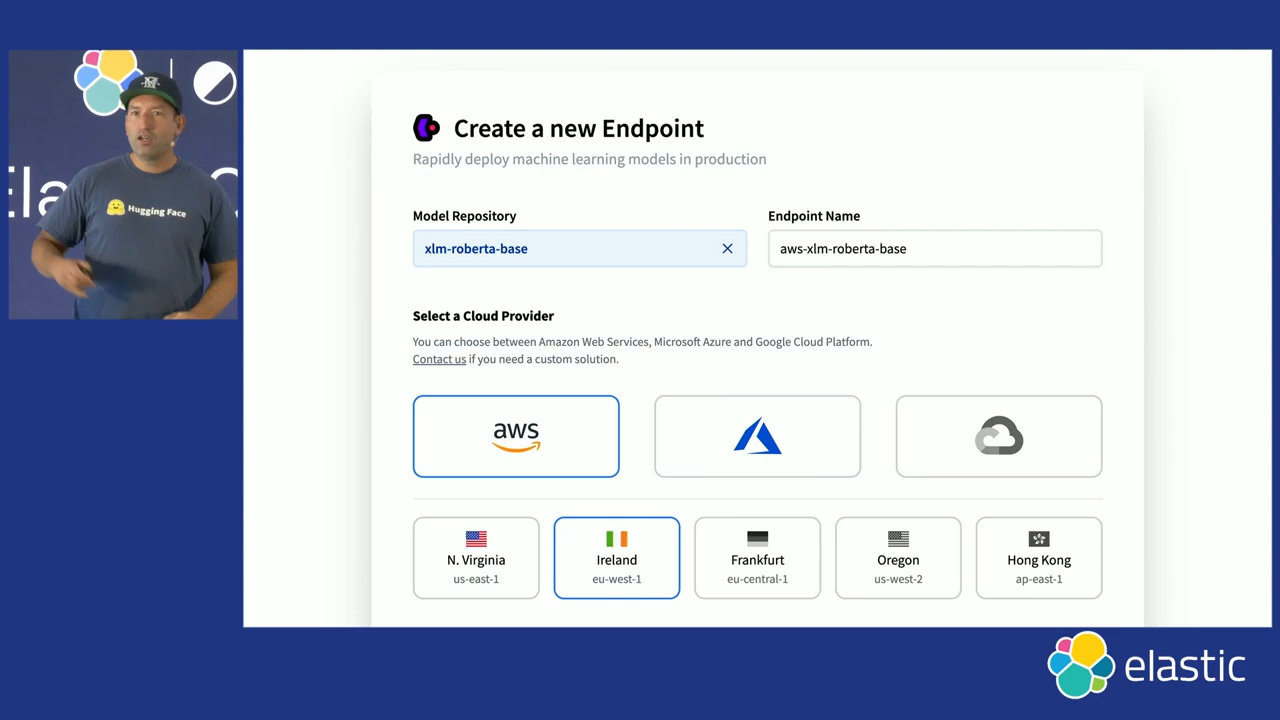 Create a new Endpoint
Rapidly deploy machine learning models in production
Model Repository
Endpoint Name
xlm-roberta-base
aws-xlm-roberta-base
Select a Cloud Provider
You can choose between Amazon Web Services, Microsoft Azure and Google Cloud Platform.
Contact us if you need a custom solution.
aws
N. Virginia
us-east-1
Ireland
eu-west-1
Frankfurt
eu-central-1
Oregon
us-west-2
Hong Kong
ap-east-1
Hugging Face
elastic